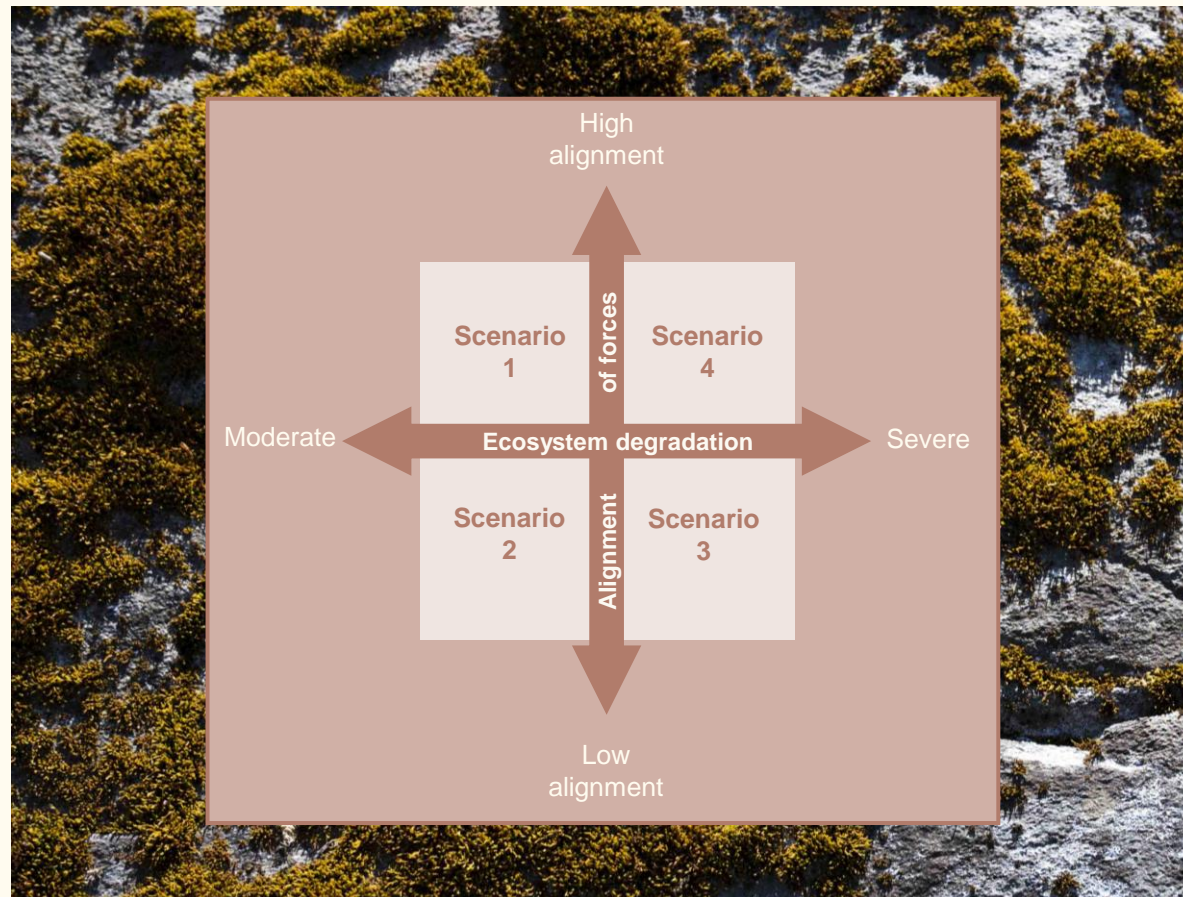 High
alignment
of forces
Scenario
1
Scenario
4
Moderate
Ecosystem degradation
Severe
Alignment
Scenario
2
Scenario
3
Low
alignment